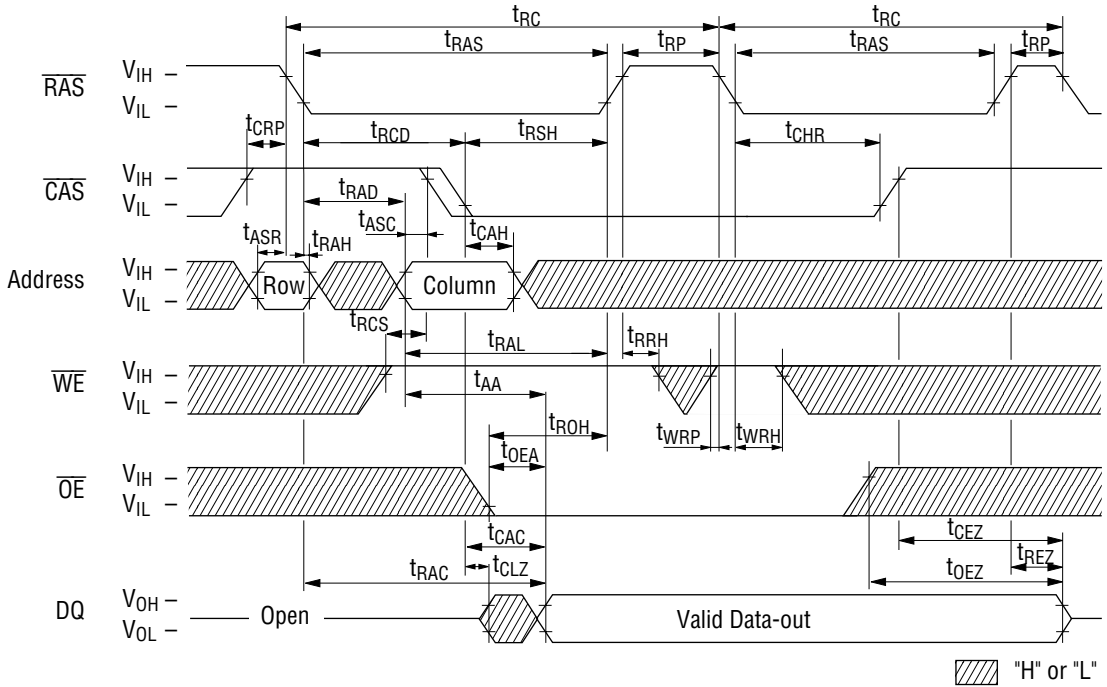 tRC tRC
tRAS tRP tRAS tRP
RAS VIH –
VIL –
tCRP tRCD tRSH tCHR
CAS VIH –
VIL –
tRAD
tASC tCAH
tASR tRAH
Address VIH –
VIL –
Row Column
tRCS tRAL tRRH
WE VIH –
VIL –
tAA
tROH tWRP tWRH
tOEA
OE VIH –
VIL –
tCAC tCEZ
tRAC tCLZ tOEZ tREZ
DQ VOH –
VOL –
Open Valid Data-out
"H" or "L"